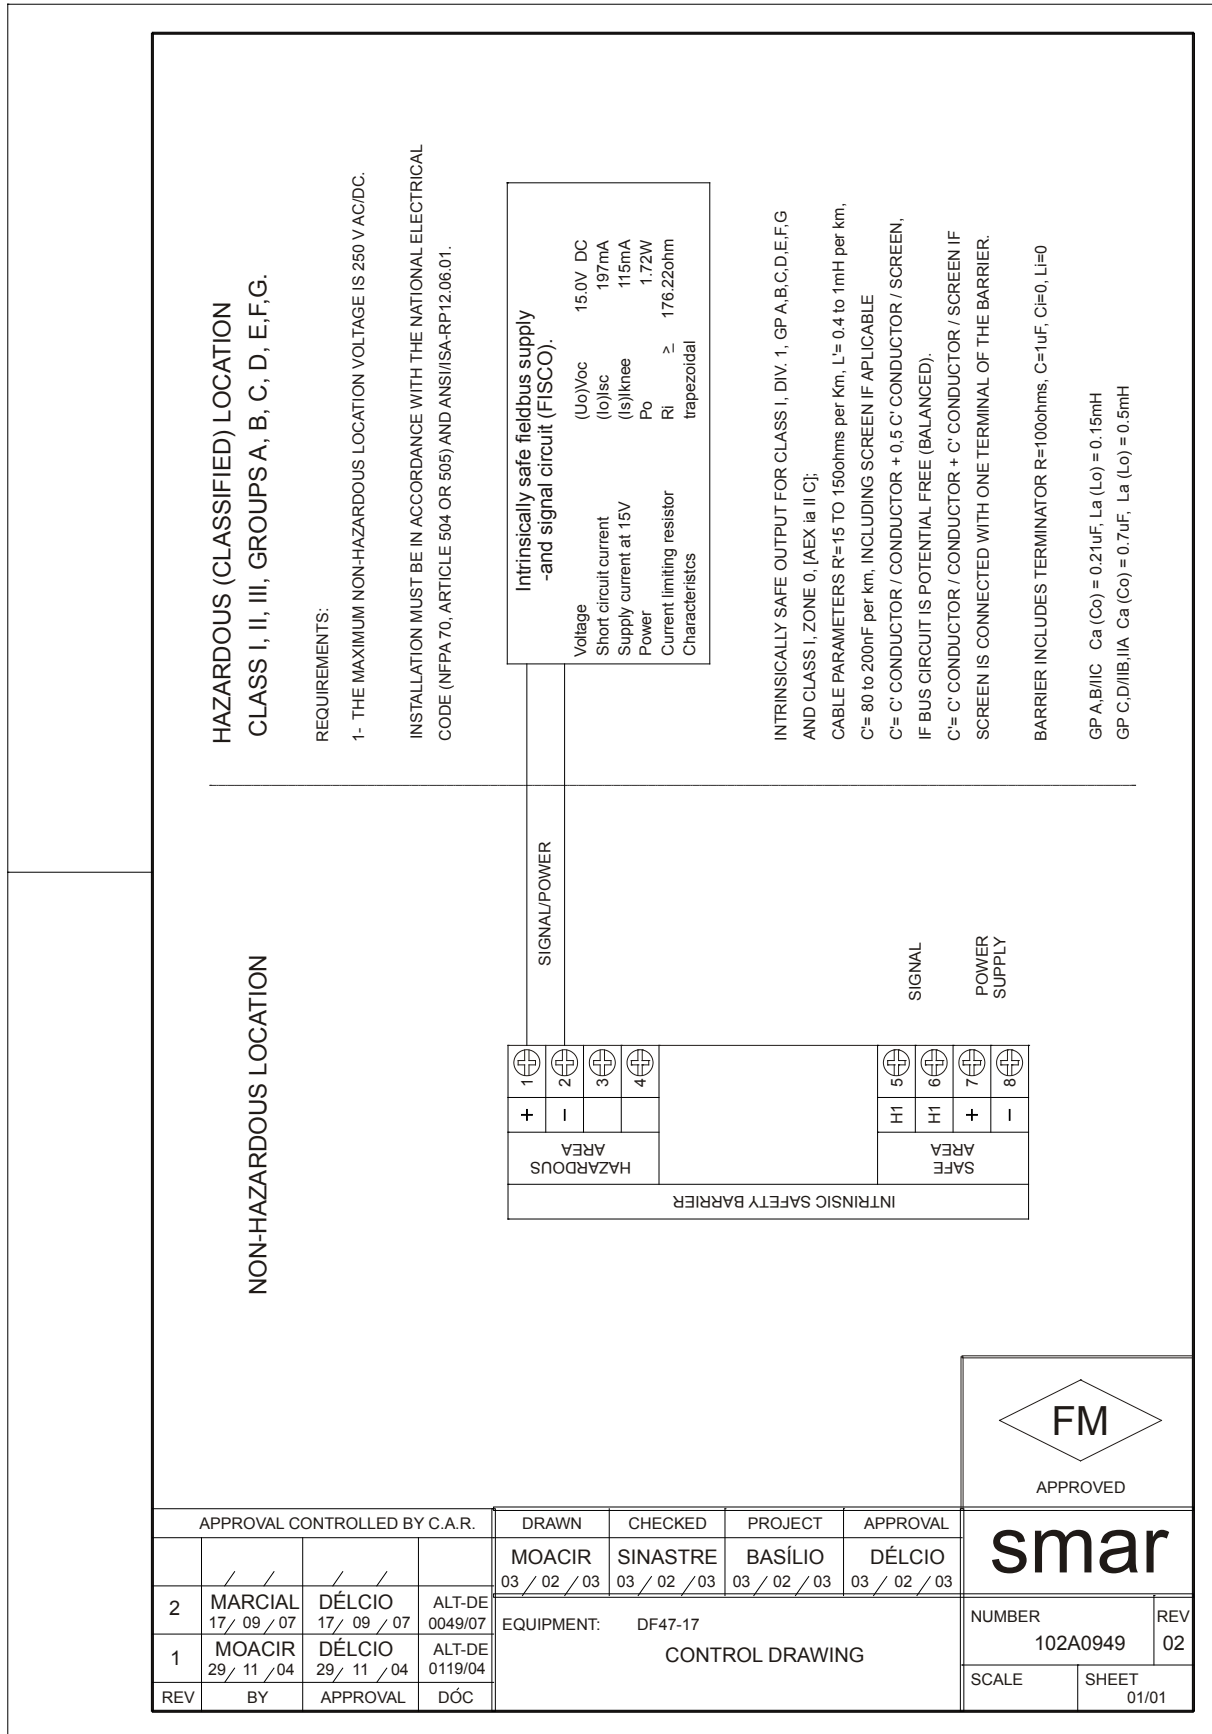 HAZARDOUS (CLASSIFIED) LOCATION
CLASS I, II, III, GROUPS A, B, C, D, E,F,G.
REQUIREMENTS:
1- THE MAXIMUM NON-HAZARDOUS LOCATION VOLTAGE IS 250 V AC/DC.
INSTALLATION MUST BE IN ACCORDANCE WITH THE NATIONAL ELECTRICAL
CODE (NFPA 70, ARTICLE 504 OR 505) AND ANSI/ISA-RP12.06.01.
Intrinsically safe fieldbus supply
-and signal circuit (FISCO).
Voltage (Uo)Voc 15.0V DC
Short circuit current (Io)Isc 197mA
Supply current at 15V (Is)Iknee 115mA
Power Po 1.72W
Current limiting resistor Ri ≥ 176.22ohm
Characteristcs trapezoidal
INTRINSICALLY SAFE OUTPUT FOR CLASS I, DIV. 1, GP A,B,C,D,E,F,G
AND CLASS I, ZONE 0, [AEX ia II C];
CABLE PARAMETERS R'=15 TO 150ohms per Km, L'= 0.4 to 1mH per km,
C'= 80 to 200nF per km, INCLUDING SCREEN IF APLICABLE
C'= C' CONDUCTOR / CONDUCTOR + 0,5 C' CONDUCTOR / SCREEN,
IF BUS CIRCUIT IS POTENTIAL FREE (BALANCED).
C'= C' CONDUCTOR / CONDUCTOR + C' CONDUCTOR / SCREEN IF
SCREEN IS CONNECTED WITH ONE TERMINAL OF THE BARRIER.
BARRIER INCLUDES TERMINATOR R=100ohms, C=1uF, Ci=0, Li=0
GP A,B/IIC Ca (Co) = 0.21uF, La (Lo) = 0.15mH
GP C,D/IIB,IIA Ca (Co) = 0.7uF, La (Lo) = 0.5mH
NON-HAZARDOUS LOCATION
SIGNAL/POWER
SIGNAL
POWER
SUPPLY
+ 1
- 2
3
4
HAZARDOUS
AREA
H1 5
H1 6
+ 7
- 8
SAFE
AREA
INTRINSIC SAFETY BARRIER
FM
APPROVED
APPROVAL CONTROLLED BY C.A.R.
/ / / /
2 MARCIAL DÉLCIO ALT-DE
17/ 09 / 07 17/ 09 / 07 0049/07
1 MOACIR DÉLCIO ALT-DE
29/ 11 / 04 29/ 11 / 04 0119/04
REV BY APPROVAL DÓC
DRAWN CHECKED PROJECT APPROVAL
MOACIR SINASTRE BASÍLIO DÉLCIO
03 / 02 / 03 03 / 02 / 03 03 / 02 / 03 03 / 02 / 03
EQUIPMENT: DF47-17
CONTROL DRAWING
smar
NUMBER REV
102A0949 02
SCALE SHEET
01/01